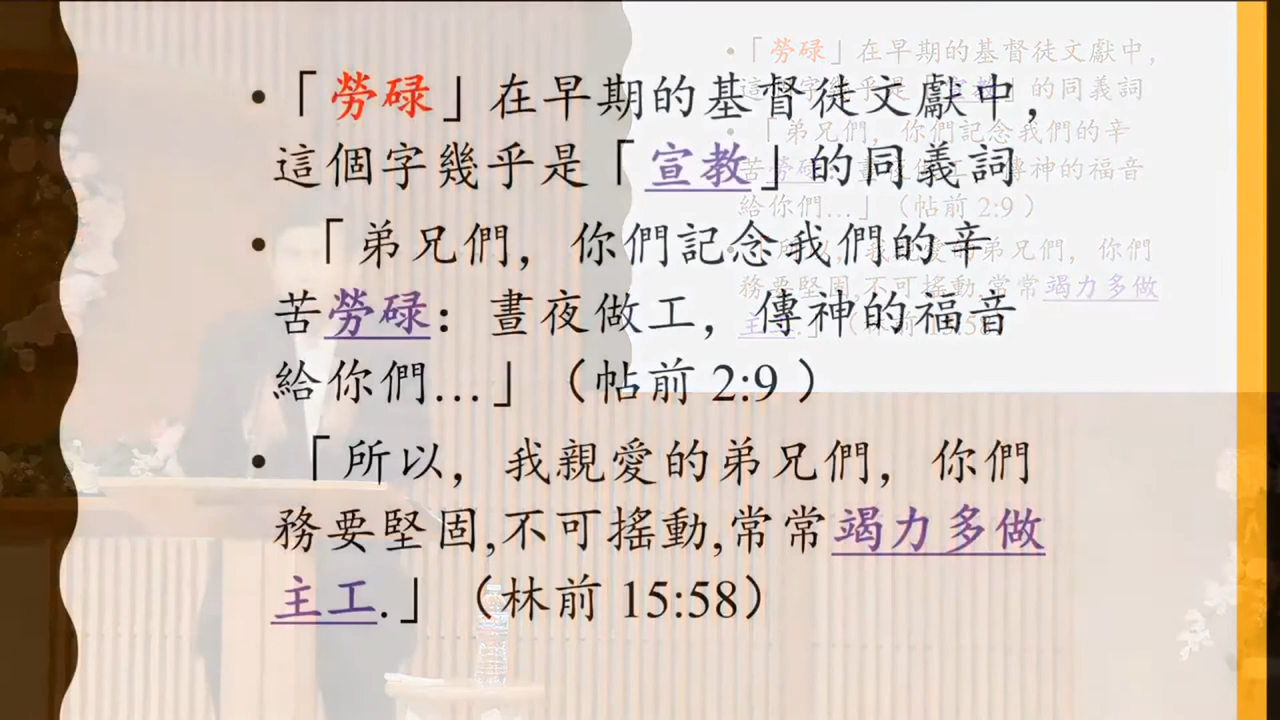 •「勞碌」在早期的基督徒文獻中，
這個字幾乎是「宣教」的同義詞
•「弟兄們，你們記念我們的辛
苦勞碌：晝夜做工，傳神的福音
給你們…」（帖前 2:9 ）
•「所以，我親愛的弟兄們，你們
務要堅固,不可搖動,常常竭力多做
主工.」（林前 15:58）